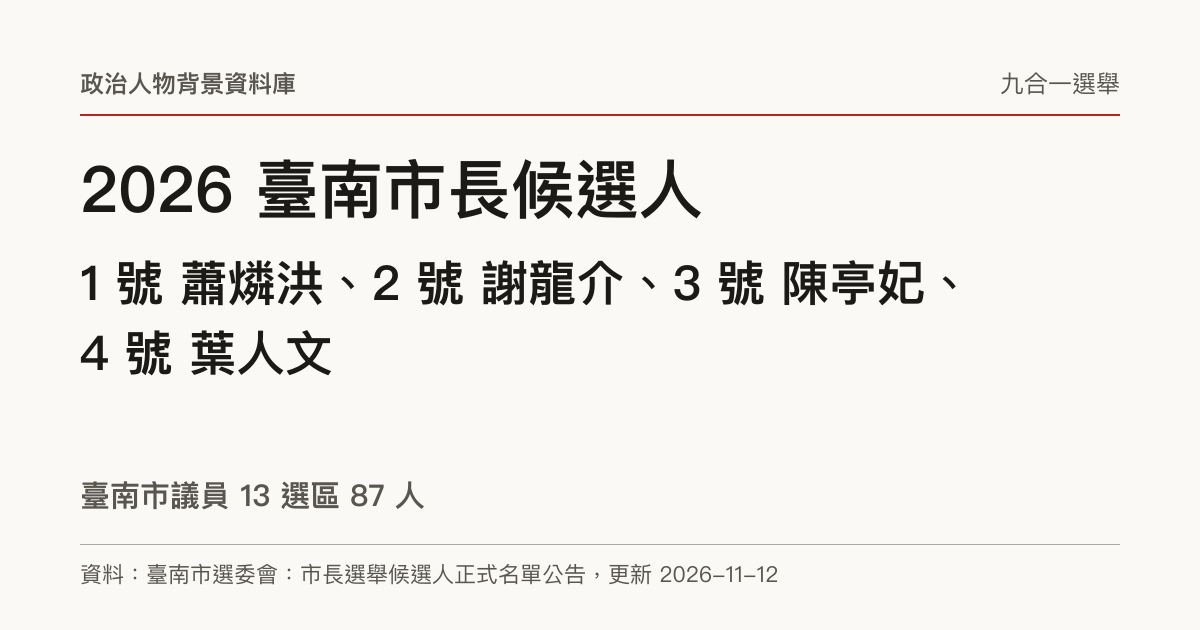 政治人物背景資料庫
九合一選舉
2026 臺南市長候選人
1 號 蕭燐洪、2 號 謝龍介、3 號 陳亭妃、
4 號 葉人文
臺南市議員 13 選區 87 人
資料：臺南市選委會：市長選舉候選人正式名單公告，更新 2026–11–12